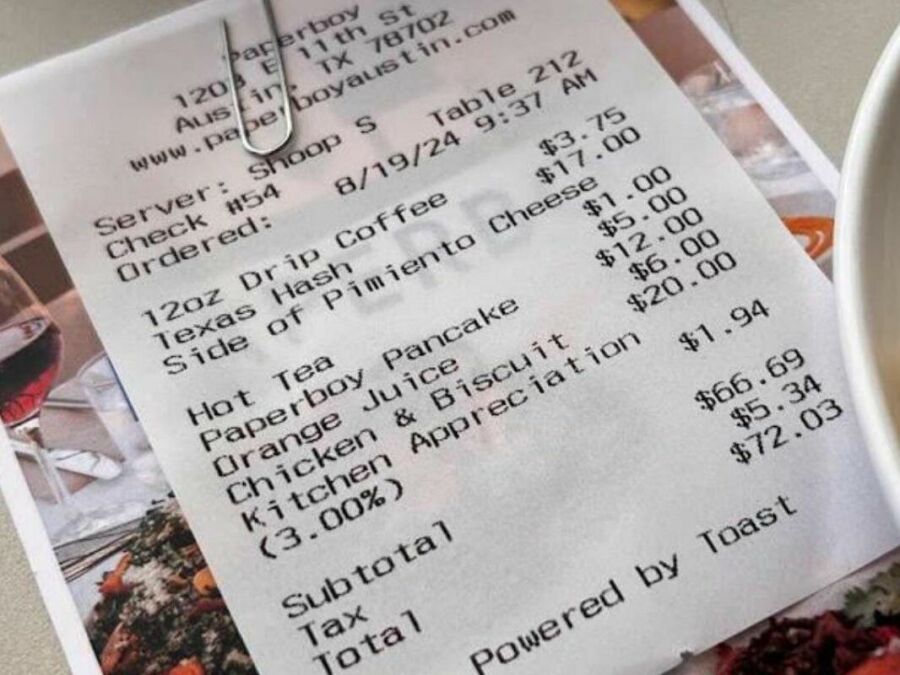 Paperboy
1203 E 11th St
Austin, TX 78702
www.paperboyaustin.com
Server: Shoop S
Check #54 Table 212
Ordered: 8/19/24 9:37 AM
12oz Drip Coffee $3.75
Texas Hash $17.00
Side of Pimiento Cheese $1.00
Hot Tea $5.00
Paperboy Pancake $12.00
Orange Juice $6.00
Chicken & Biscuit $20.00
Kitchen Appreciation $1.94
(3.00%)
Subtotal $66.69
Tax $5.34
Total $72.03
Powered by Toast